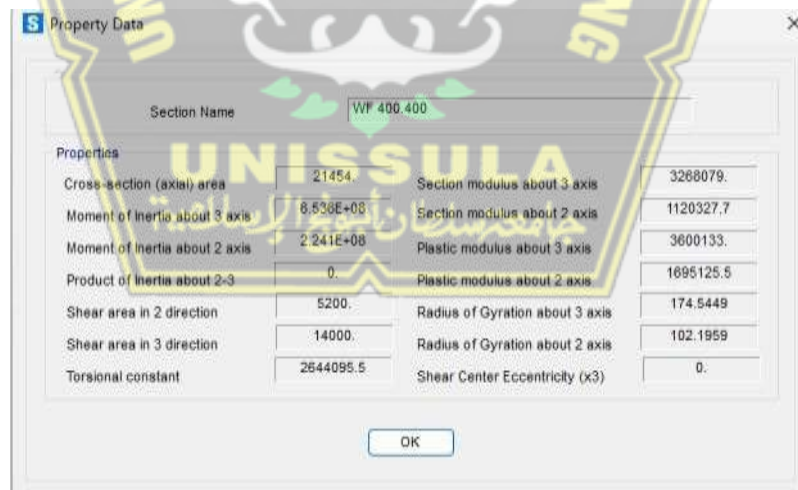 Property Data
Section Name WF 400.400
Properties
Cross-section (axial) area 21454. Section modulus about 3 axis 3268079.
Moment of Inertia about 3 axis 6.536E+08 Section modulus about 2 axis 1120327.7
Moment of Inertia about 2 axis 2.241E+08 Plastic modulus about 3 axis 3600133.
Product of Inertia about 2-3 0. Plastic modulus about 2 axis 1695125.5
Shear area in 2 direction 5200. Radius of Gyration about 3 axis 174.5449
Shear area in 3 direction 14000. Radius of Gyration about 2 axis 102.1959
Torsional constant 2644095.5 Shear Center Eccentricity (x3) 0.
OK
UNISSULA
جامعة سلطان أجونج الإسلامية